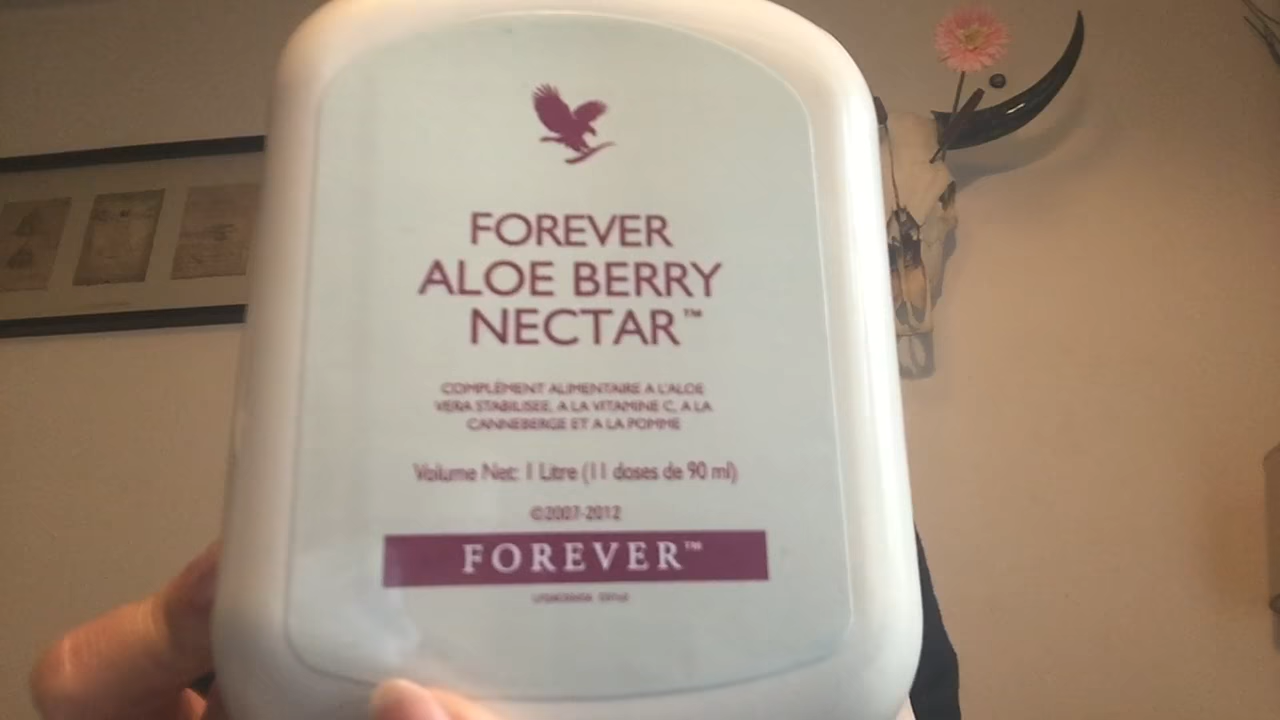 FOREVER
ALOE BERRY
NECTAR™
COMPLÉMENT ALIMENTAIRE A L'ALOE
VERA STABILISEE, A LA VITAMINE C, A LA
CANNEBERGE ET A LA POMME
Volume Net: 1 Litre (11 doses de 90 ml)
©2007-2012
FOREVER™